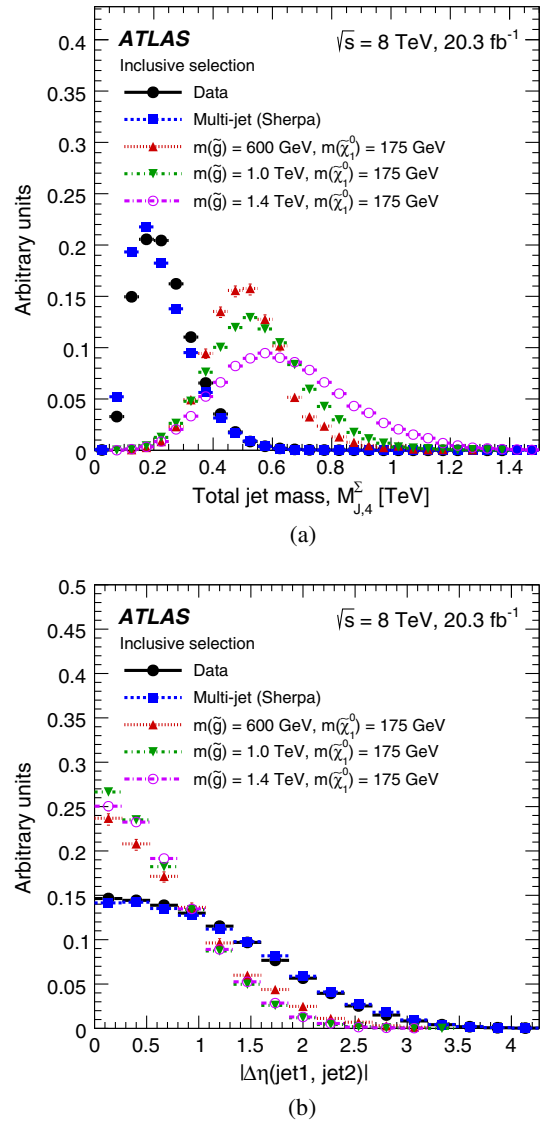 ATLAS
√s = 8 TeV, 20.3 fb⁻¹
Inclusive selection
Data
Multi-jet (Sherpa)
m(g̃) = 600 GeV, m(χ̃₁⁰) = 175 GeV
m(g̃) = 1.0 TeV, m(χ̃₁⁰) = 175 GeV
m(g̃) = 1.4 TeV, m(χ̃₁⁰) = 175 GeV
Arbitrary units
0.4
0.35
0.3
0.25
0.2
0.15
0.1
0.05
0
0 0.2 0.4 0.6 0.8 1.0 1.2 1.4
Total jet mass, M_{J,4}^Σ [TeV]
(a)
ATLAS
√s = 8 TeV, 20.3 fb⁻¹
Inclusive selection
Data
Multi-jet (Sherpa)
m(g̃) = 600 GeV, m(χ̃₁⁰) = 175 GeV
m(g̃) = 1.0 TeV, m(χ̃₁⁰) = 175 GeV
m(g̃) = 1.4 TeV, m(χ̃₁⁰) = 175 GeV
Arbitrary units
0.5
0.45
0.4
0.35
0.3
0.25
0.2
0.15
0.1
0.05
0
0 0.5 1 1.5 2 2.5 3 3.5 4
|Δη(jet1, jet2)|
(b)